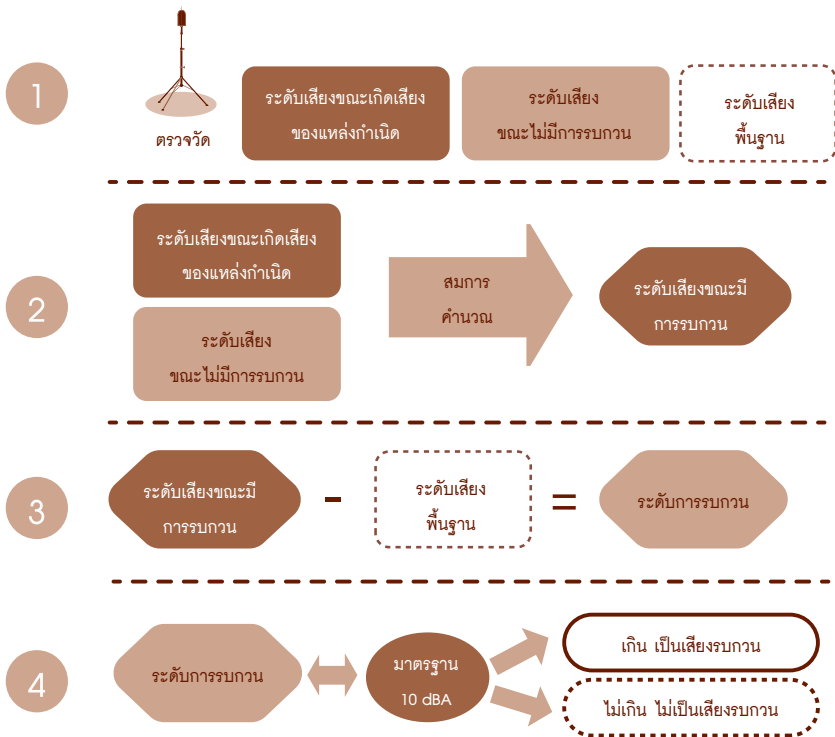 1
ตรวจวัด
ระดับเสียงขณะเกิดเสียง
ของแหล่งกำเนิด
ระดับเสียง
ขณะไม่มีการรบกวน
ระดับเสียง
พื้นฐาน
2
ระดับเสียงขณะเกิดเสียง
ของแหล่งกำเนิด
ระดับเสียง
ขณะไม่มีการรบกวน
สมการ
คำนวณ
ระดับเสียงขณะมี
การรบกวน
3
ระดับเสียงขณะมี
การรบกวน
-
ระดับเสียง
พื้นฐาน
=
ระดับการรบกวน
4
ระดับการรบกวน
มาตรฐาน
10 dBA
เกิน เป็นเสียงรบกวน
ไม่เกิน ไม่เป็นเสียงรบกวน